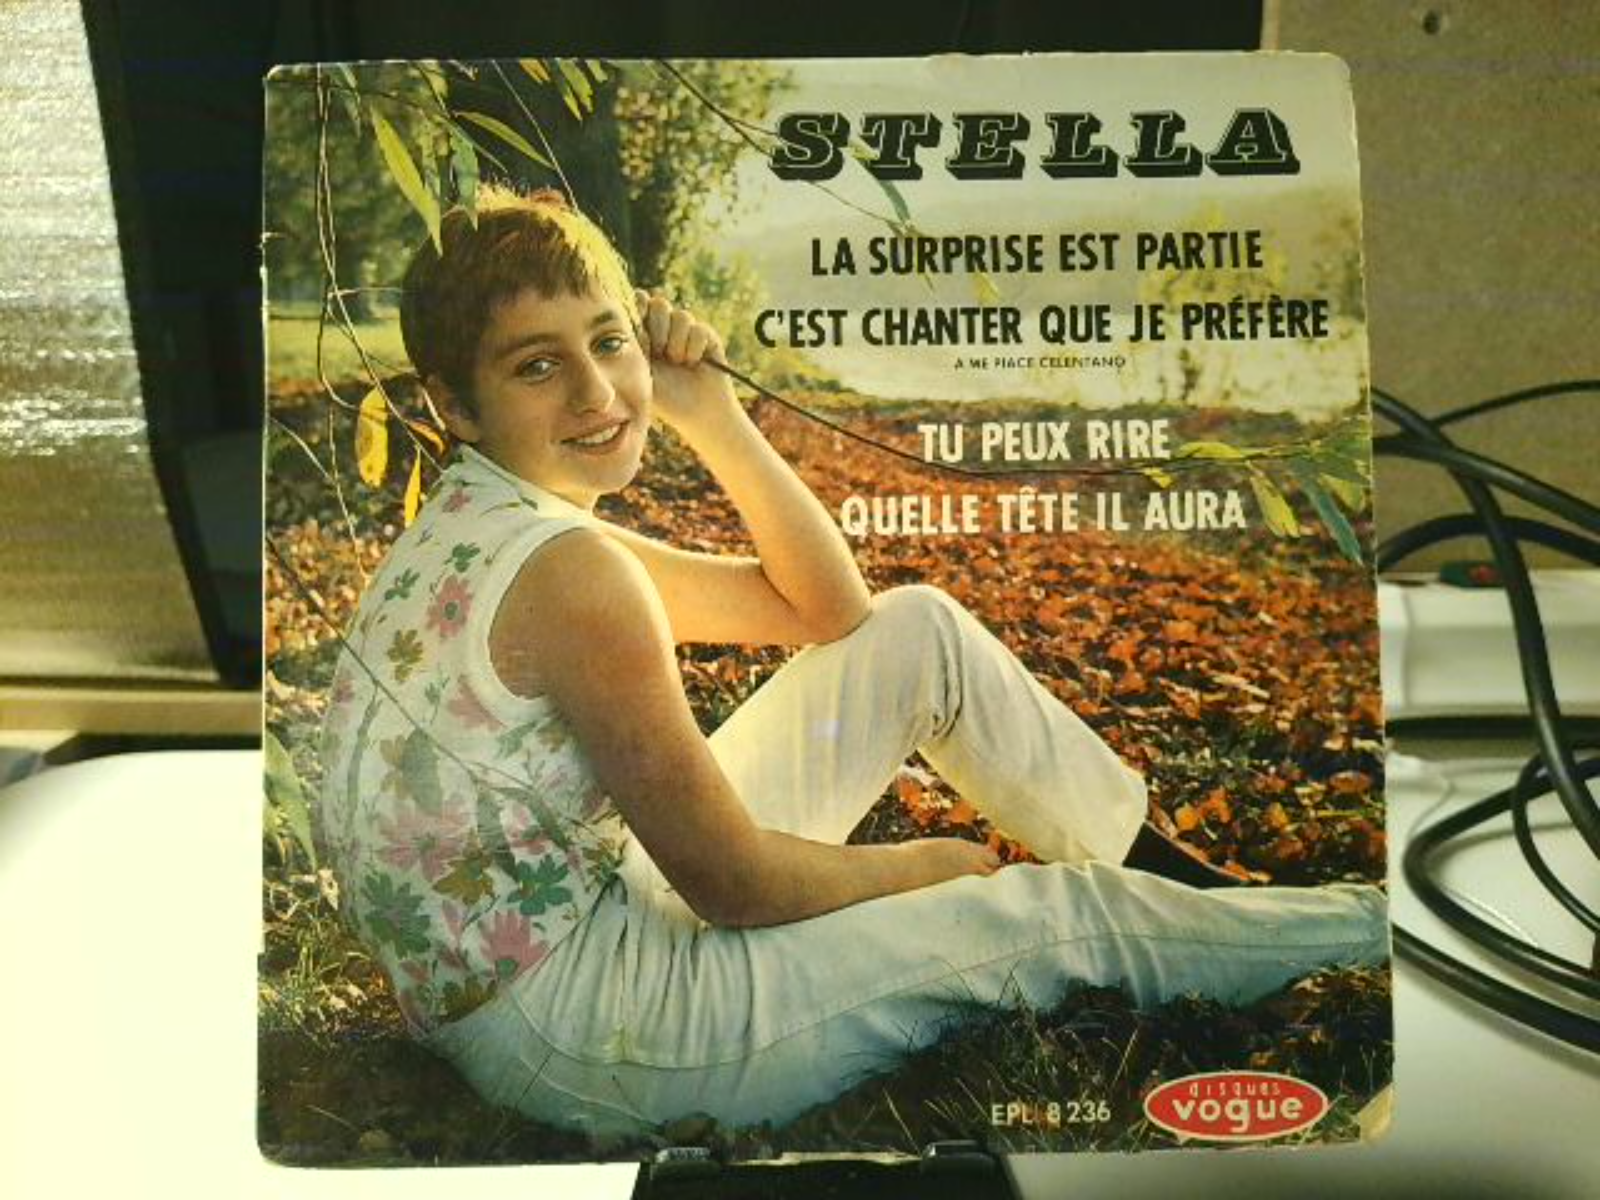 STELLA
LA SURPRISE EST PARTIE
C'EST CHANTER QUE JE PRÉFÈRE
A ME PIACE CELENTANO
TU PEUX RIRE
QUELLE TÊTE IL AURA
EPL 8 236
disques
vogue